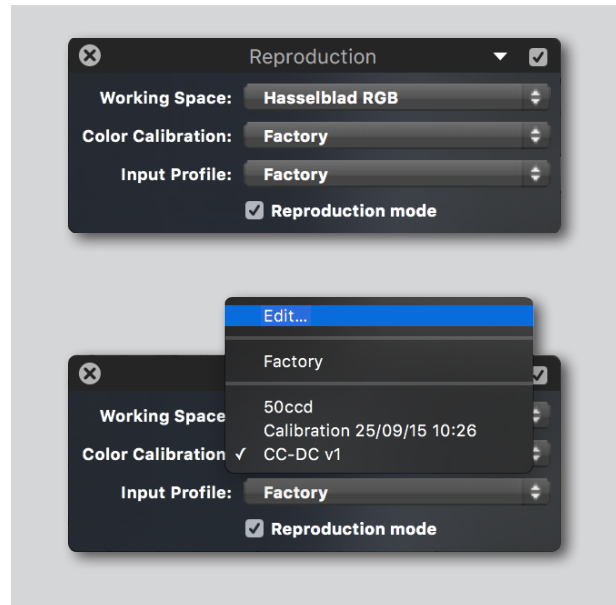 Reproduction
Working Space: Hasselblad RGB
Color Calibration: Factory
Input Profile: Factory
Reproduction mode
Edit...
Factory
50ccd
Calibration 25/09/15 10:26
CC-DC v1
Working Space
Color Calibration
Input Profile: Factory
Reproduction mode